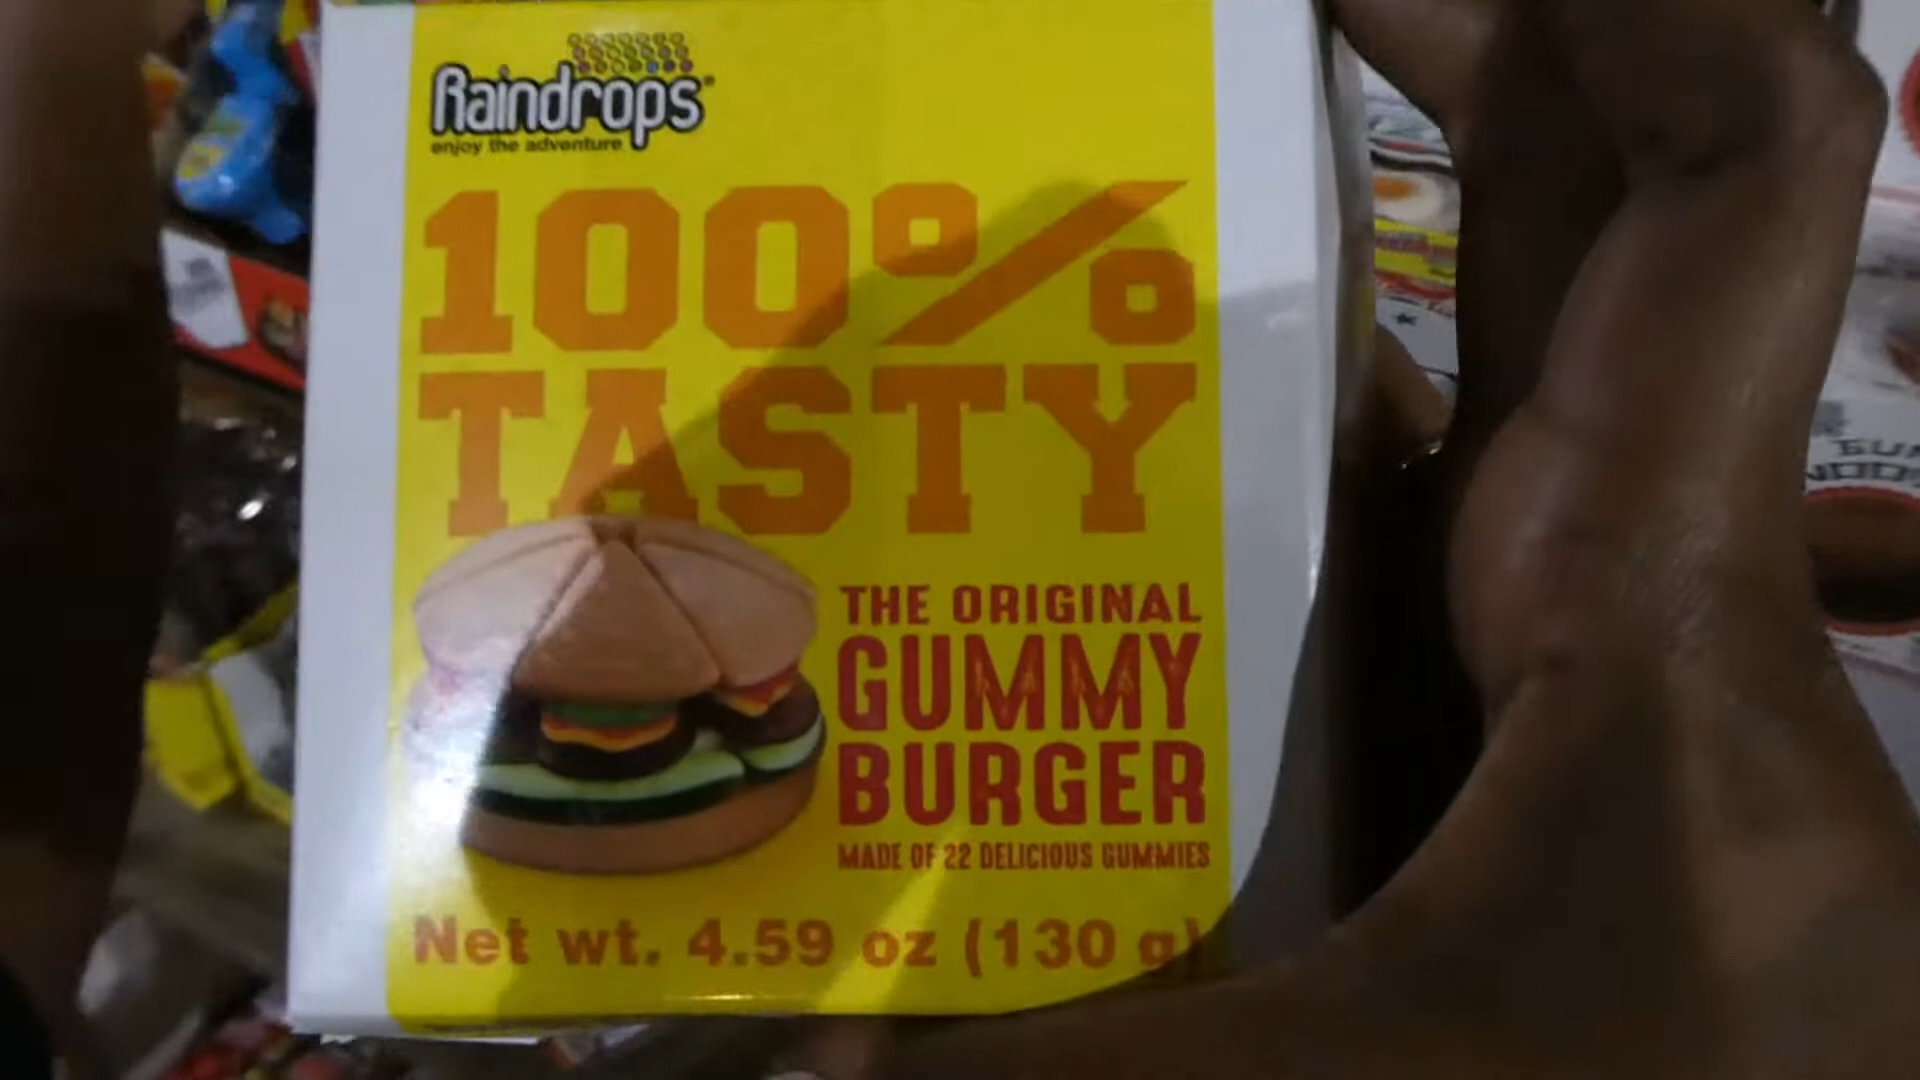 Raindrops
enjoy the adventure
100%
TASTY
THE ORIGINAL
GUMMY
BURGER
MADE OF 22 DELICIOUS GUMMIES
Net wt. 4.59 oz (130 g)